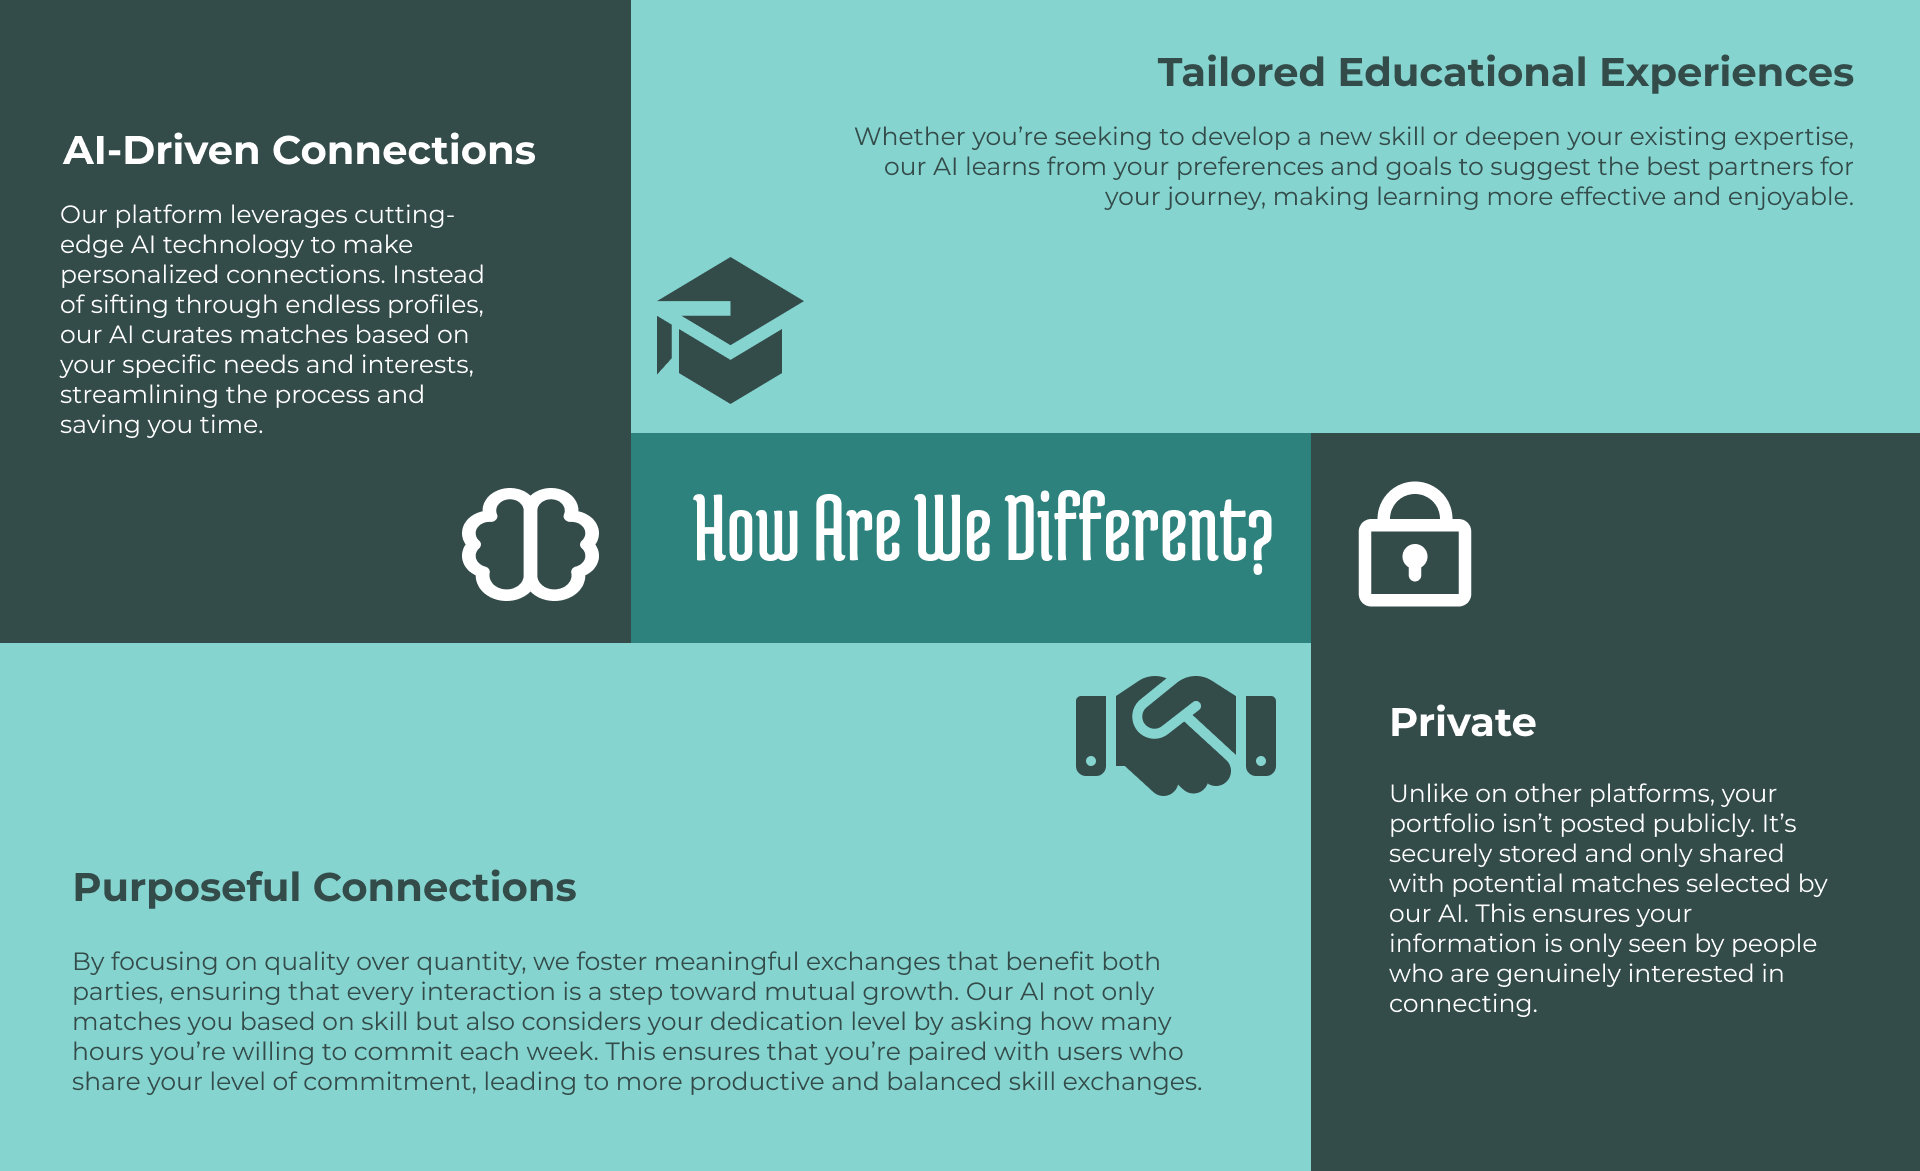 AI-Driven Connections
Our platform leverages cutting-
edge AI technology to make
personalized connections. Instead
of sifting through endless profiles,
our AI curates matches based on
your specific needs and interests,
streamlining the process and
saving you time.
Tailored Educational Experiences
Whether you’re seeking to develop a new skill or deepen your existing expertise,
our AI learns from your preferences and goals to suggest the best partners for
your journey, making learning more effective and enjoyable.
How Are We Different?
Purposeful Connections
By focusing on quality over quantity, we foster meaningful exchanges that benefit both
parties, ensuring that every interaction is a step toward mutual growth. Our AI not only
matches you based on skill but also considers your dedication level by asking how many
hours you’re willing to commit each week. This ensures that you’re paired with users who
share your level of commitment, leading to more productive and balanced skill exchanges.
Private
Unlike on other platforms, your
portfolio isn’t posted publicly. It’s
securely stored and only shared
with potential matches selected by
our AI. This ensures your
information is only seen by people
who are genuinely interested in
connecting.